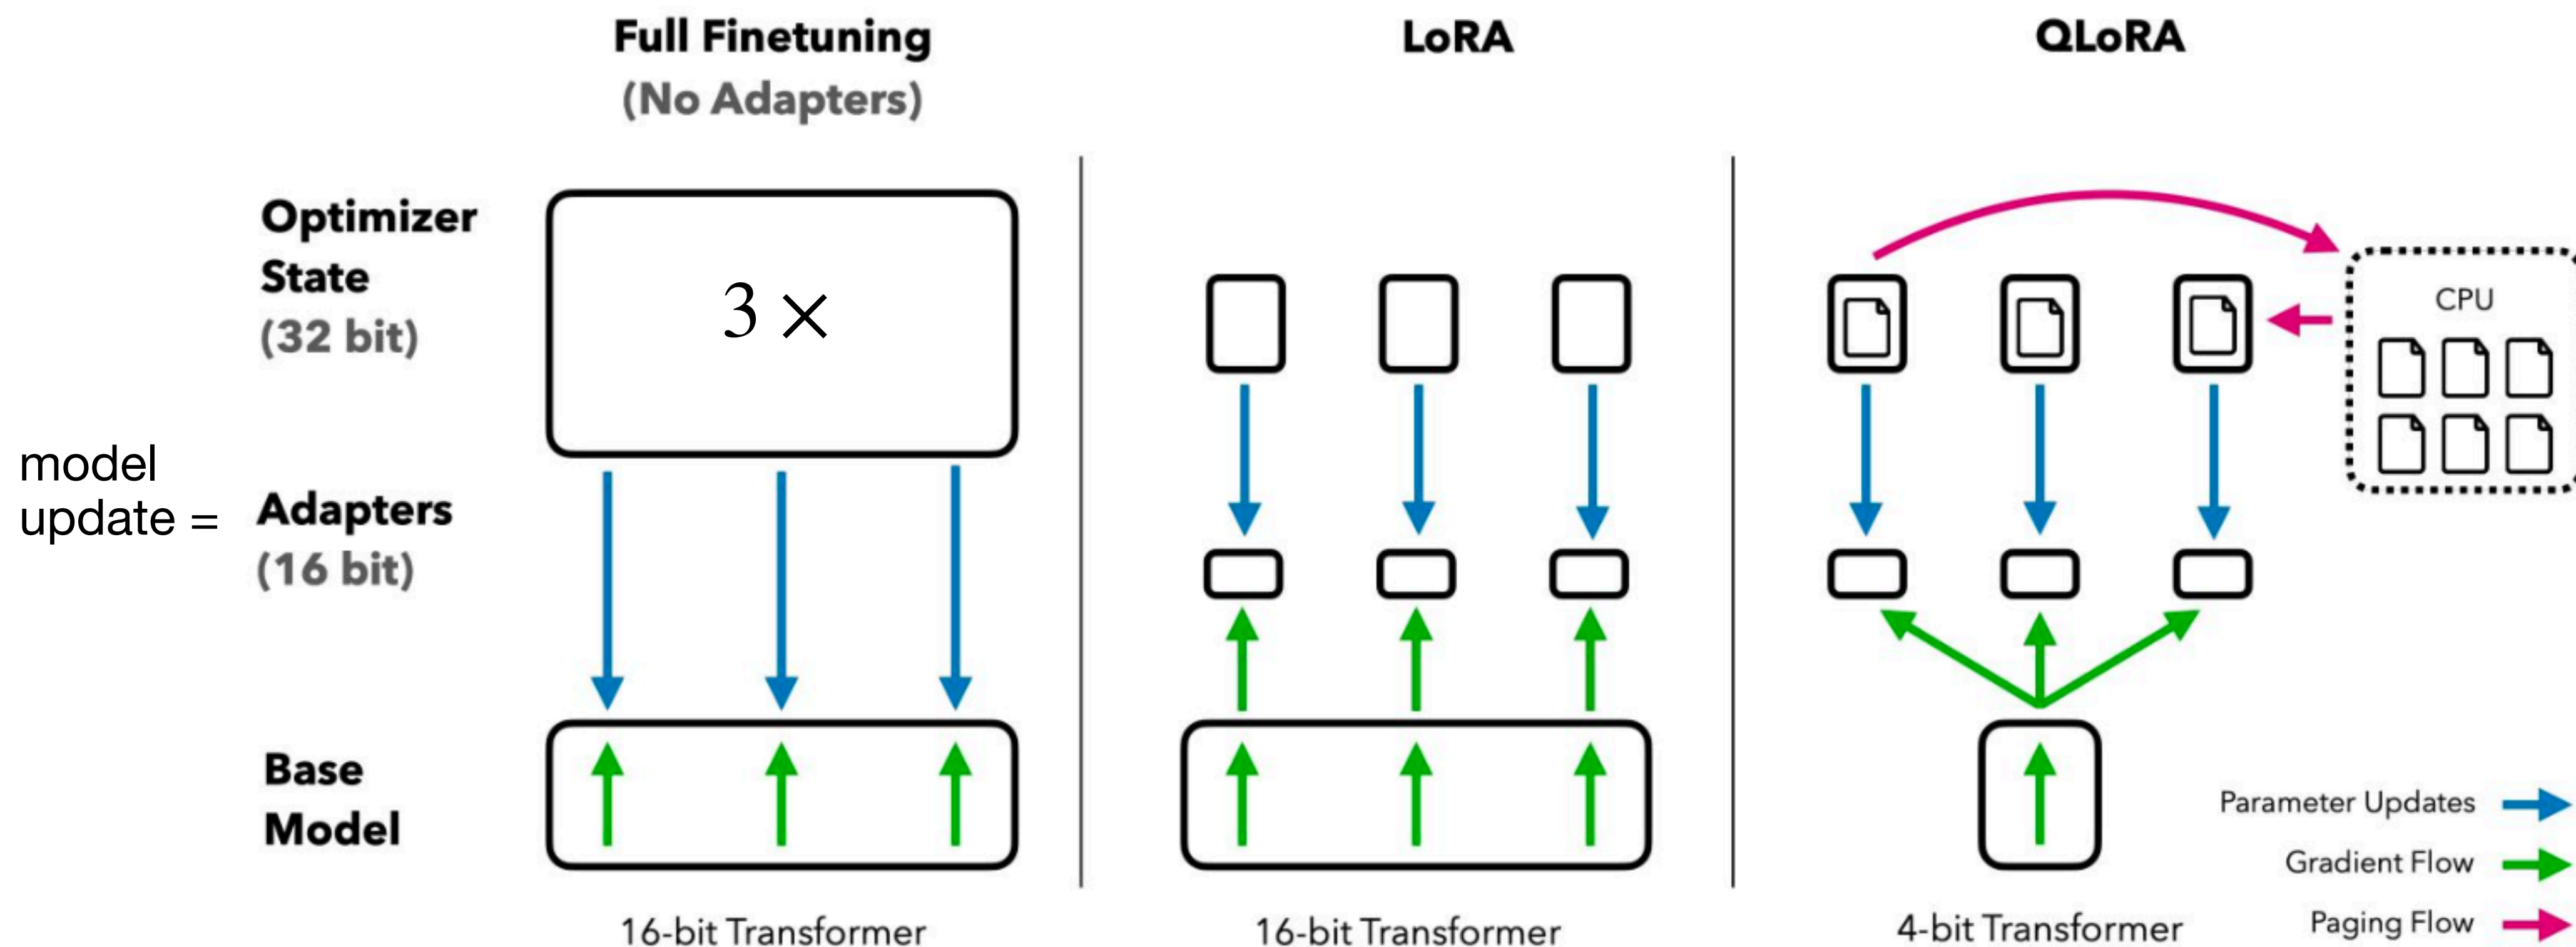 Full Finetuning
(No Adapters)
LoRA
QLoRA
Optimizer
State
(32 bit)
3 ×
CPU
model
update =
Adapters
(16 bit)
Base
Model
Parameter Updates
Gradient Flow
Paging Flow
16-bit Transformer
16-bit Transformer
4-bit Transformer